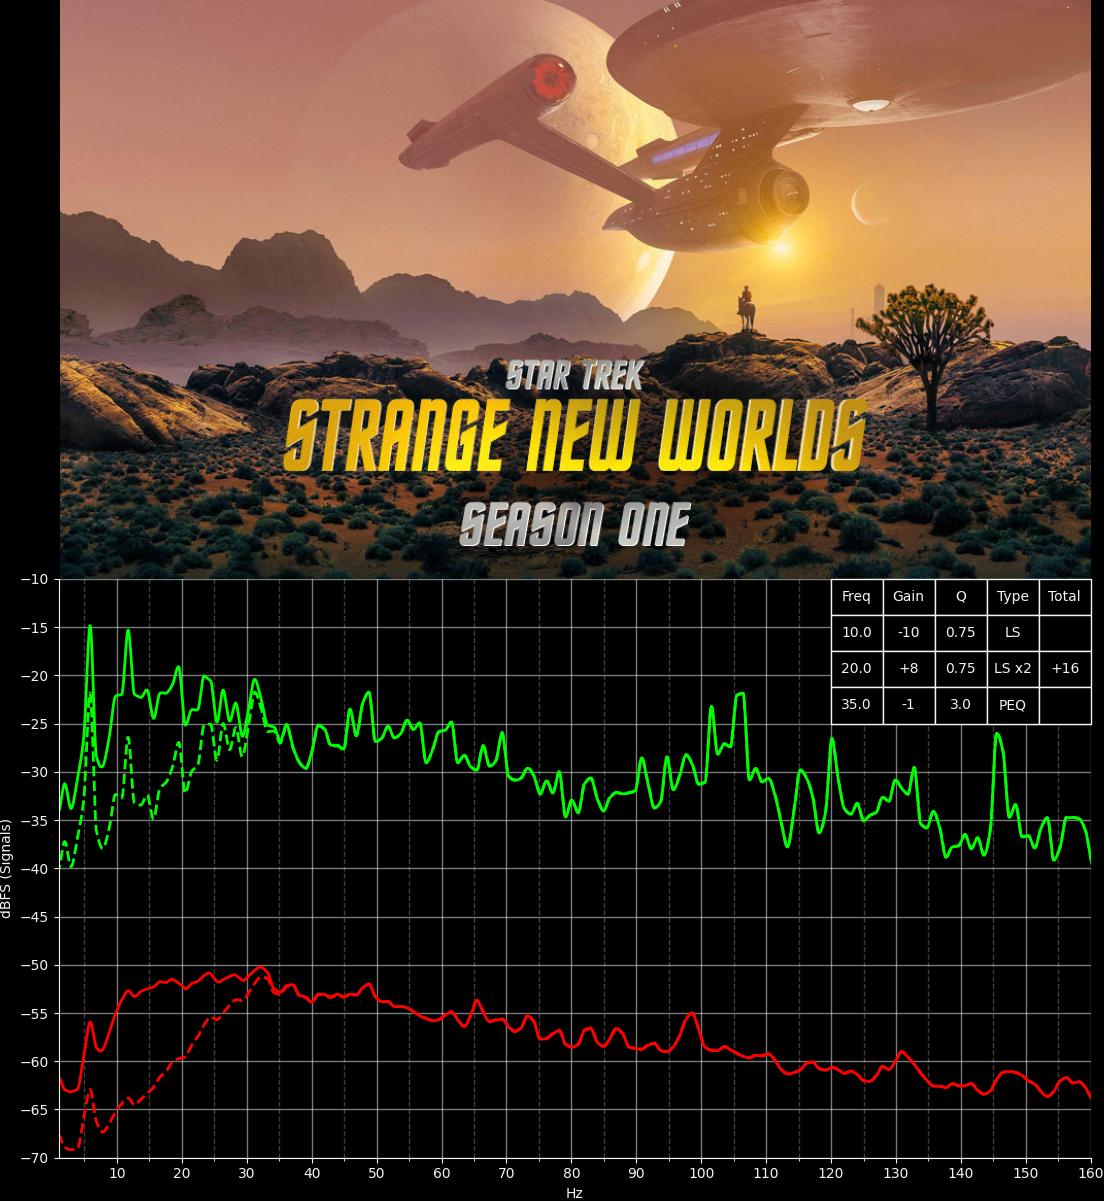 STAR TREK
STRANGE NEW WORLDS
SEASON ONE
Freq Gain Q Type Total
10.0 -10 0.75 LS
20.0 +8 0.75 LS x2 +16
35.0 -1 3.0 PEQ
−10
−15
−20
−25
−30
−35
−40
−45
−50
−55
−60
−65
−70
dBFS (Signals)
10 20 30 40 50 60 70 80 90 100 110 120 130 140 150 160
Hz